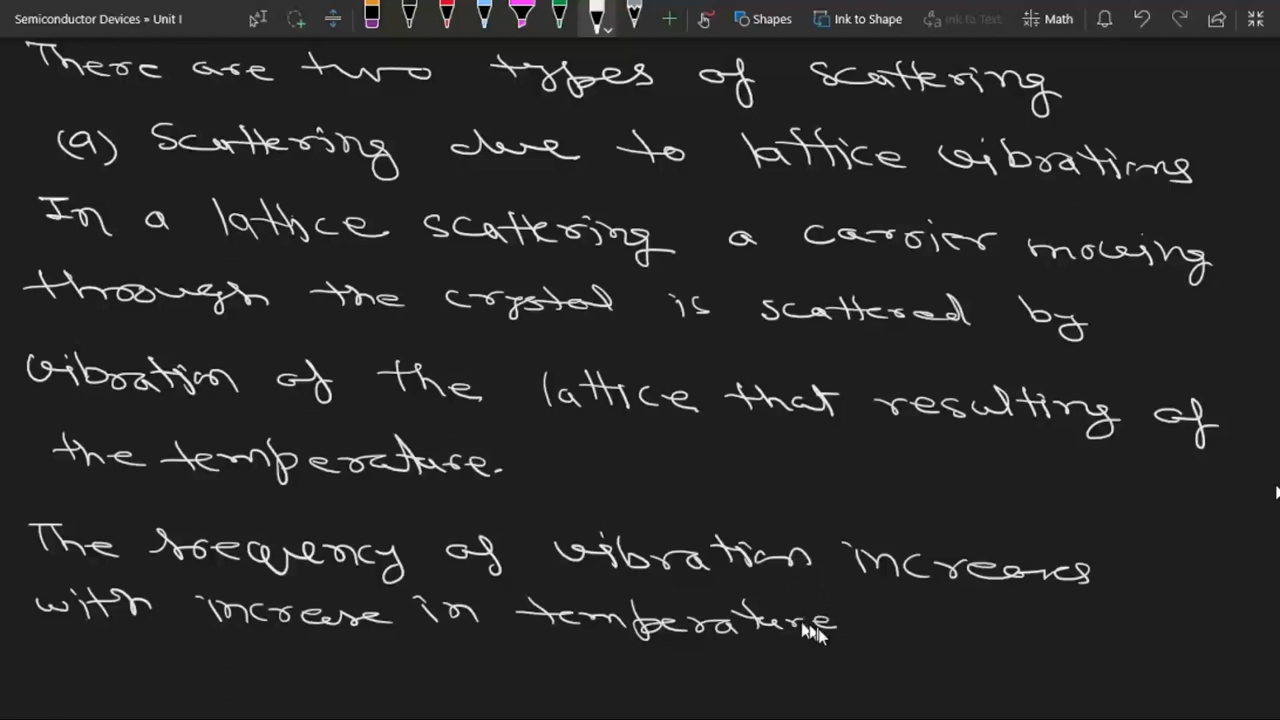 Semiconductor Devices » Unit I
Shapes
Ink to Shape
Ink to Text
Math
There are two types of scattering
(a) Scattering due to lattice vibrations
In a lattice scattering a carrier moving
through the crystal is scattered by
vibration of the lattice that resulting of
the temperature.
The frequency of vibration increases
with increase in temperature